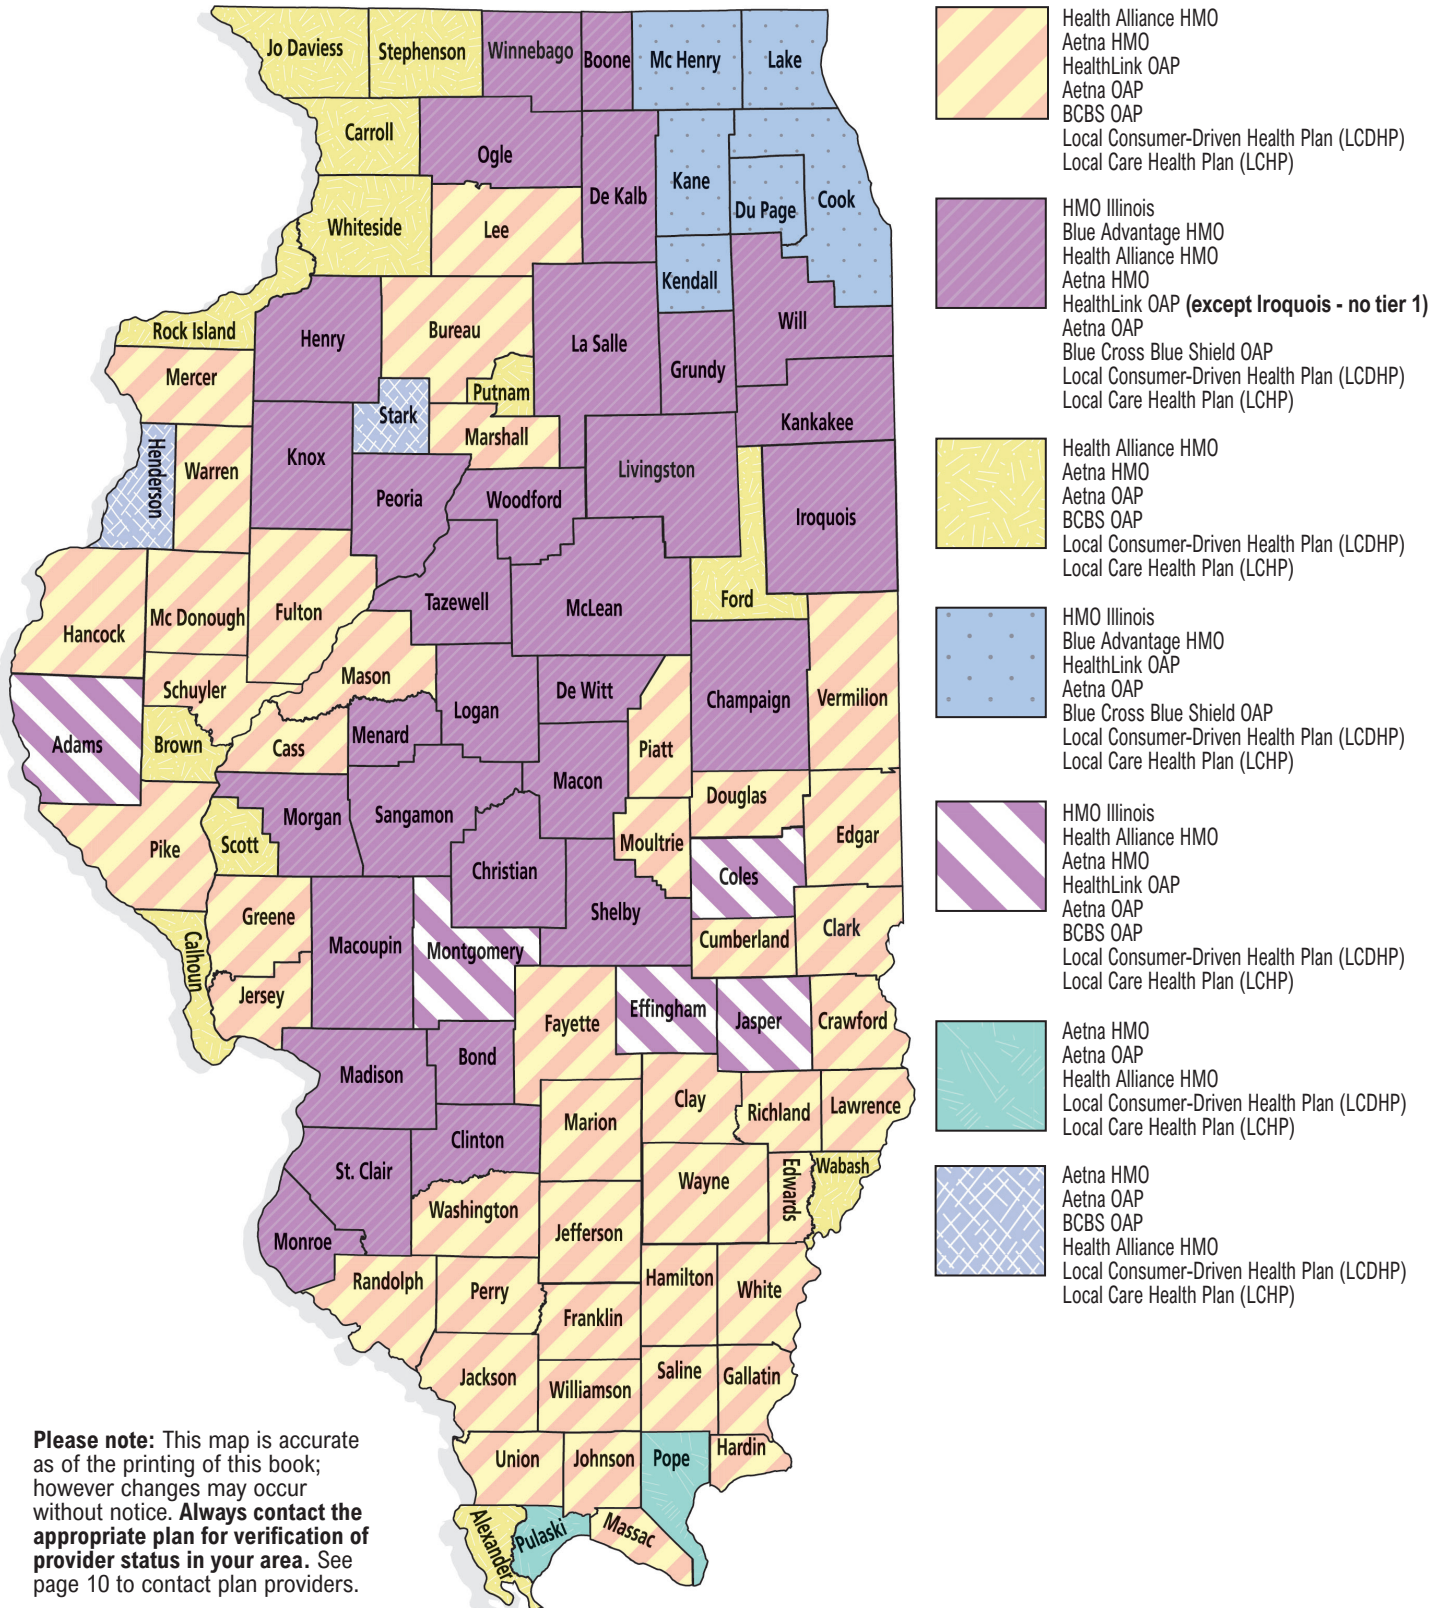 Jo Daviess
Stephenson
Winnebago
Boone
Mc Henry
Lake
Carroll
Ogle
De Kalb
Kane
Du Page
Cook
Whiteside
Lee
Kendall
Rock Island
Henry
Bureau
La Salle
Will
Mercer
Putnam
Grundy
Stark
Kankakee
Henderson
Warren
Knox
Marshall
Livingston
Peoria
Woodford
Iroquois
Hancock
Mc Donough
Fulton
Tazewell
McLean
Ford
Schuyler
Mason
Logan
De Witt
Champaign
Vermilion
Adams
Brown
Cass
Menard
Piatt
Macon
Douglas
Pike
Scott
Morgan
Sangamon
Moultrie
Edgar
Christian
Coles
Greene
Shelby
Calhoun
Macoupin
Montgomery
Cumberland
Clark
Jersey
Fayette
Effingham
Jasper
Crawford
Madison
Bond
Marion
Clay
Richland
Lawrence
St. Clair
Clinton
Wayne
Edwards
Wabash
Monroe
Washington
Jefferson
Randolph
Perry
Hamilton
White
Franklin
Jackson
Williamson
Saline
Gallatin
Union
Johnson
Pope
Hardin
Alexander
Pulaski
Massac
Health Alliance HMO
Aetna HMO
HealthLink OAP
Aetna OAP
BCBS OAP
Local Consumer-Driven Health Plan (LCDHP)
Local Care Health Plan (LCHP)
HMO Illinois
Blue Advantage HMO
Health Alliance HMO
Aetna HMO
HealthLink OAP (except Iroquois - no tier 1)
Aetna OAP
Blue Cross Blue Shield OAP
Local Consumer-Driven Health Plan (LCDHP)
Local Care Health Plan (LCHP)
Health Alliance HMO
Aetna HMO
Aetna OAP
BCBS OAP
Local Consumer-Driven Health Plan (LCDHP)
Local Care Health Plan (LCHP)
HMO Illinois
Blue Advantage HMO
HealthLink OAP
Aetna OAP
Blue Cross Blue Shield OAP
Local Consumer-Driven Health Plan (LCDHP)
Local Care Health Plan (LCHP)
HMO Illinois
Health Alliance HMO
Aetna HMO
HealthLink OAP
Aetna OAP
BCBS OAP
Local Consumer-Driven Health Plan (LCDHP)
Local Care Health Plan (LCHP)
Aetna HMO
Aetna OAP
Health Alliance HMO
Local Consumer-Driven Health Plan (LCDHP)
Local Care Health Plan (LCHP)
Aetna HMO
Aetna OAP
BCBS OAP
Health Alliance HMO
Local Consumer-Driven Health Plan (LCDHP)
Local Care Health Plan (LCHP)
Please note: This map is accurate
as of the printing of this book;
however changes may occur
without notice. Always contact the
appropriate plan for verification of
provider status in your area. See
page 10 to contact plan providers.